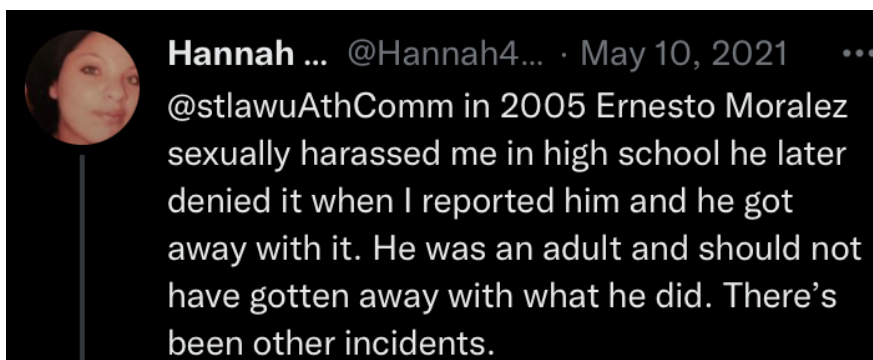 Hannah ... @Hannah4... · May 10, 2021 ...
@stlawuAthComm in 2005 Ernesto Moralez
sexually harassed me in high school he later
denied it when I reported him and he got
away with it. He was an adult and should not
have gotten away with what he did. There’s
been other incidents.